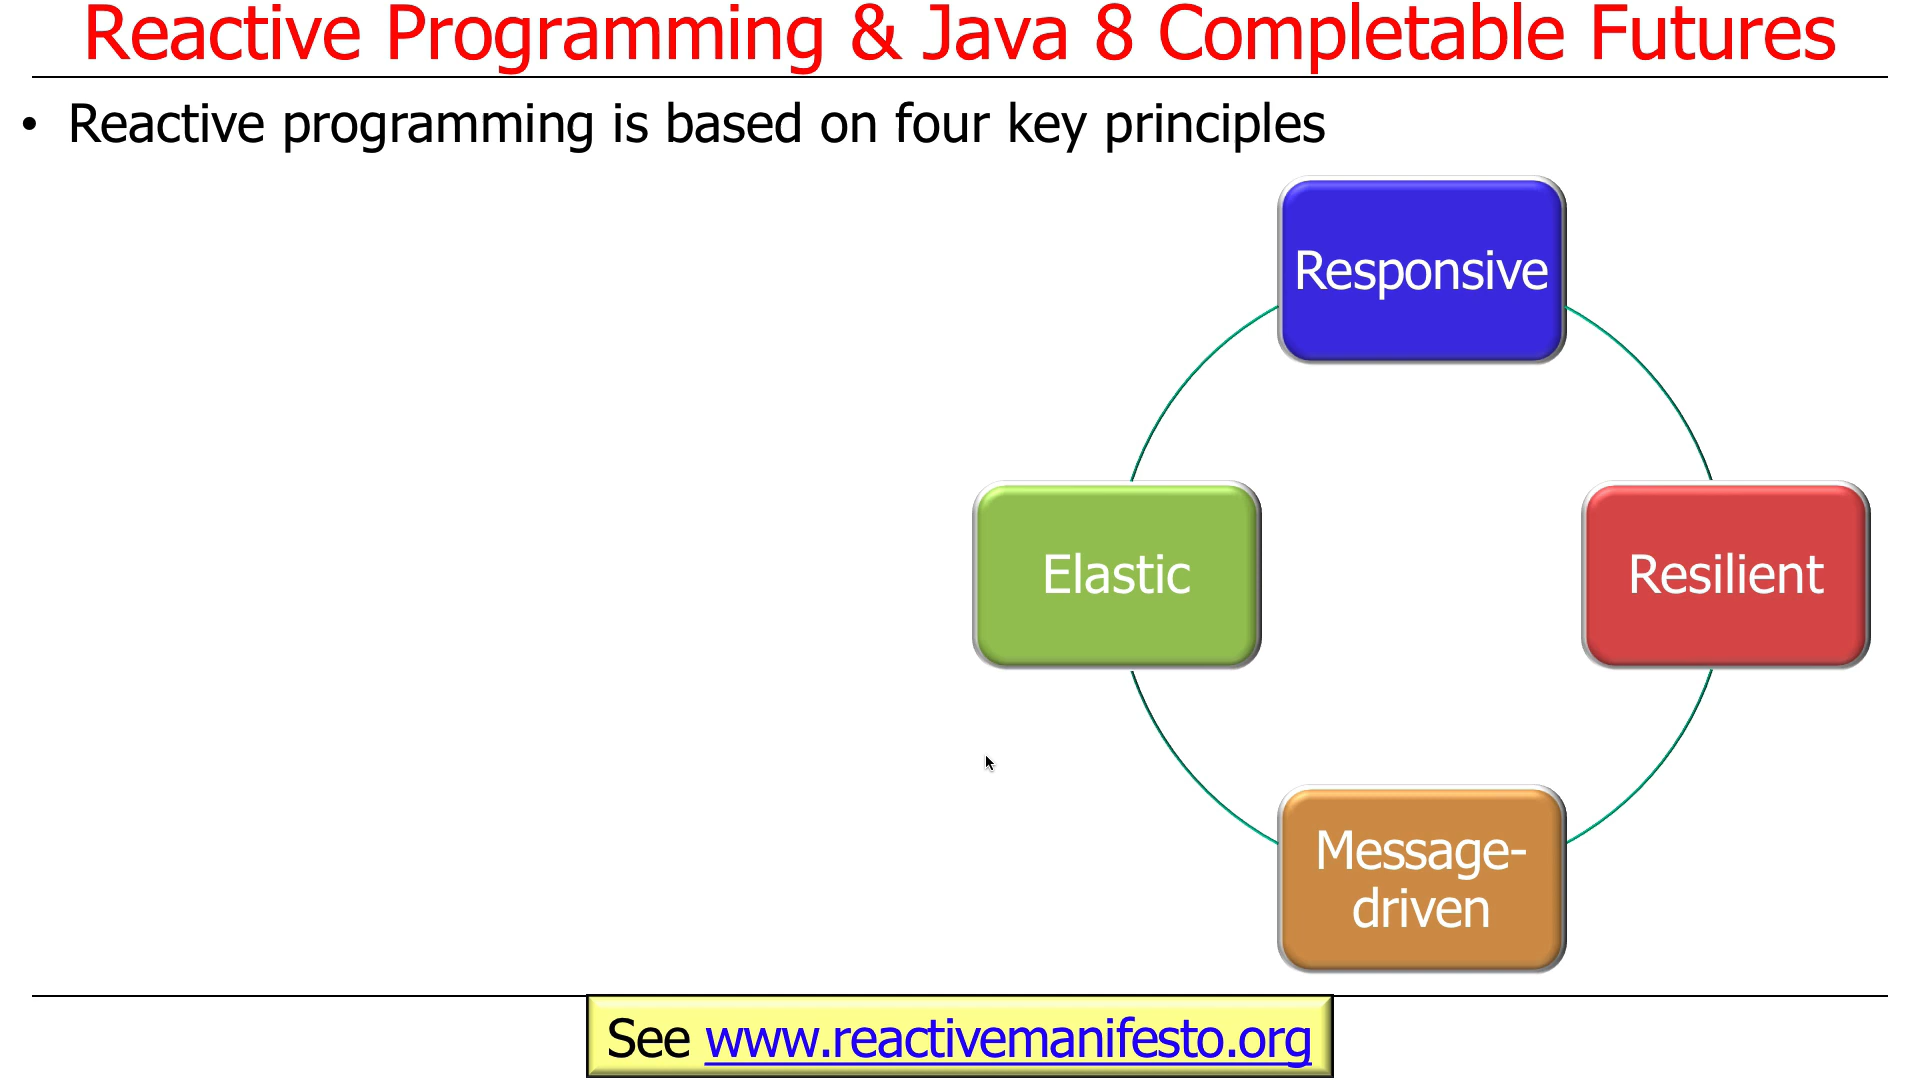 Reactive Programming & Java 8 Completable Futures
• Reactive programming is based on four key principles
Responsive
Elastic
Resilient
Message-
driven
See www.reactivemanifesto.org